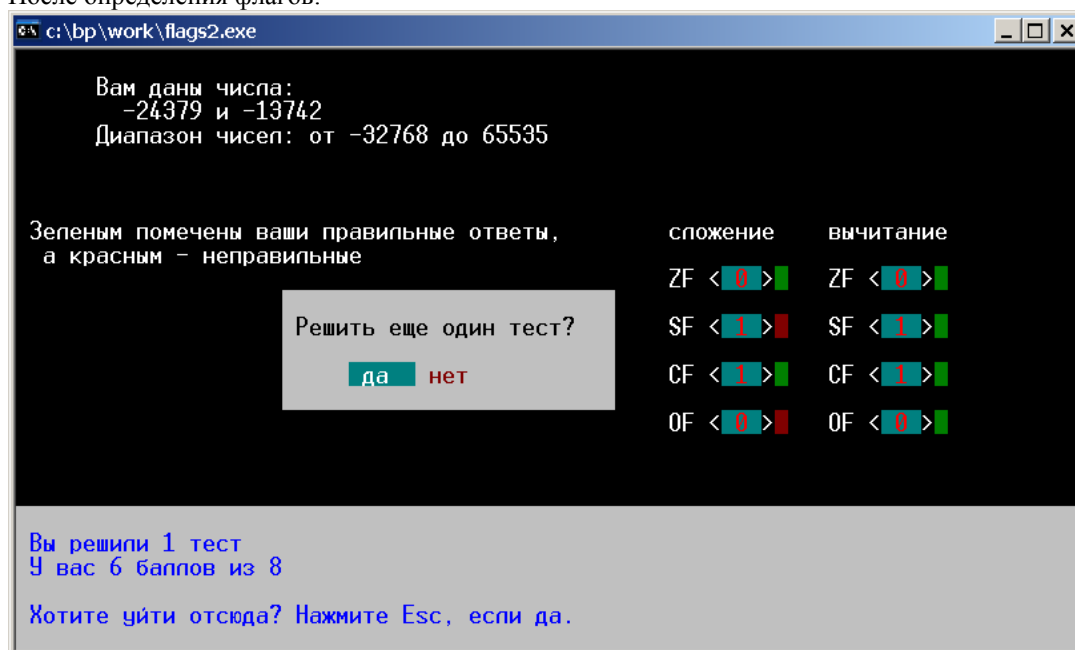 После определения флагов:
c:\bp\work\flags2.exe
Вам даны числа:
-24379 и -13742
Диапазон чисел: от -32768 до 65535
Зеленым помечены ваши правильные ответы,
а красным - неправильные
сложение вычитание
ZF < 0 > ZF < 0 >
SF < 1 > SF < 1 >
CF < 1 > CF < 1 >
OF < 0 > OF < 0 >
Решить еще один тест?
да нет
Вы решили 1 тест
У вас 6 баллов из 8
Хотите уйти отсюда? Нажмите Esc, если да.